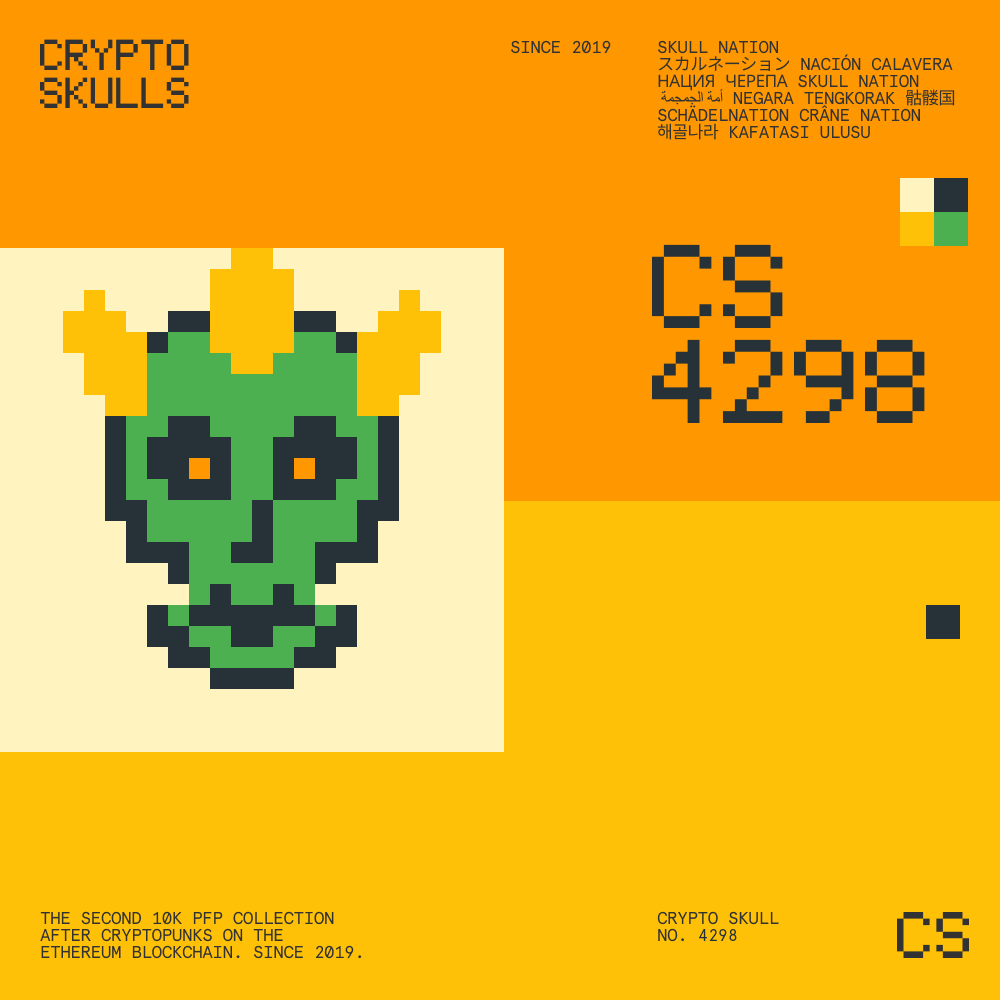 CRYPTO
SKULLS
SINCE 2019
SKULL NATION
スカルネーション NACIÓN CALAVERA
НАЦИЯ ЧЕРЕПА SKULL NATION
أمة الجمجمة NEGARA TENGKORAK 骷髅国
SCHÄDELNATION CRÂNE NATION
해골나라 KAFATASI ULUSU
CS
4298
THE SECOND 10K PFP COLLECTION
AFTER CRYPTOPUNKS ON THE
ETHEREUM BLOCKCHAIN. SINCE 2019.
CRYPTO SKULL
NO. 4298
CS